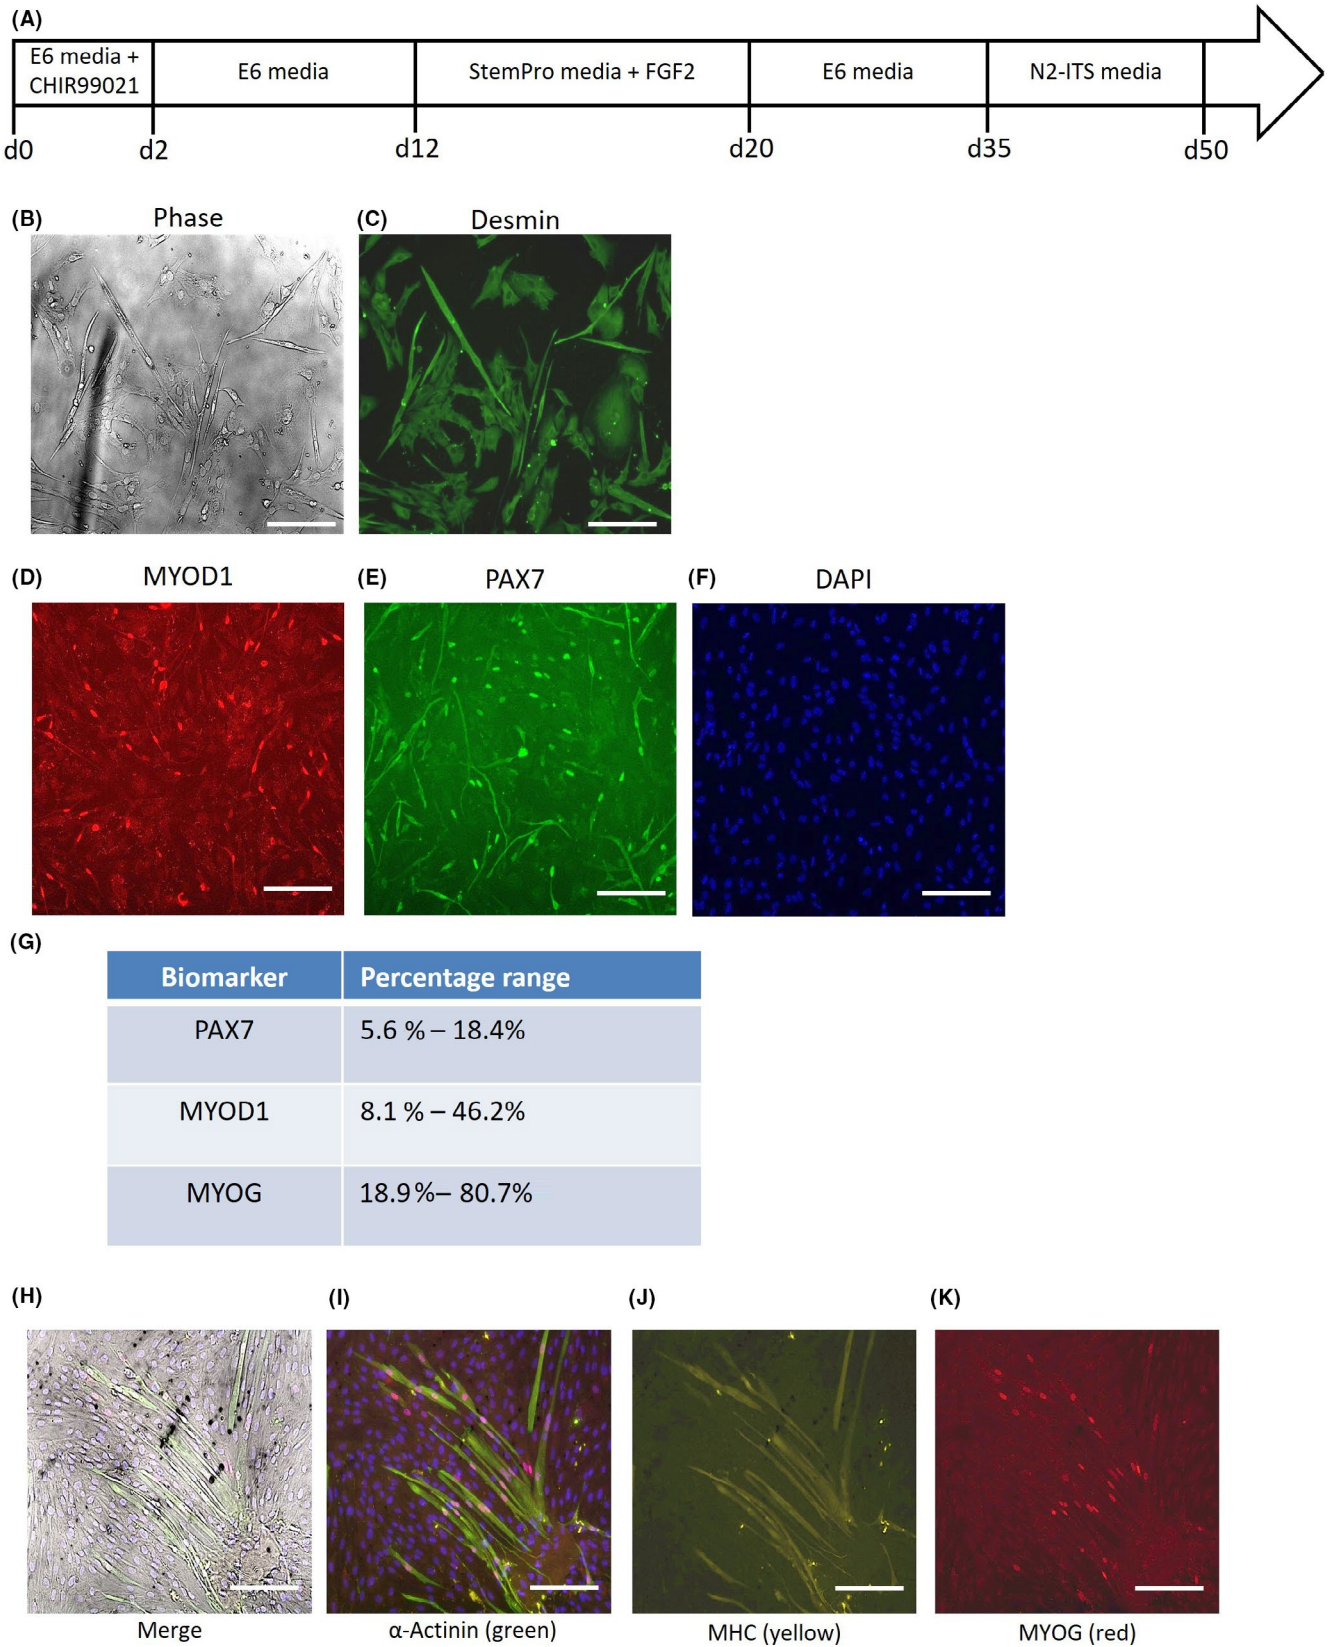 (A)
E6 media +
CHIR99021
E6 media
StemPro media + FGF2
E6 media
N2-ITS media
d0
d2
d12
d20
d35
d50
(B)
Phase
(C)
Desmin
(D)
MYOD1
(E)
PAX7
(F)
DAPI
(G)
Biomarker
Percentage range
PAX7
5.6 % – 18.4%
MYOD1
8.1 % – 46.2%
MYOG
18.9%– 80.7%
(H)
(I)
(J)
(K)
Merge
α-Actinin (green)
MHC (yellow)
MYOG (red)